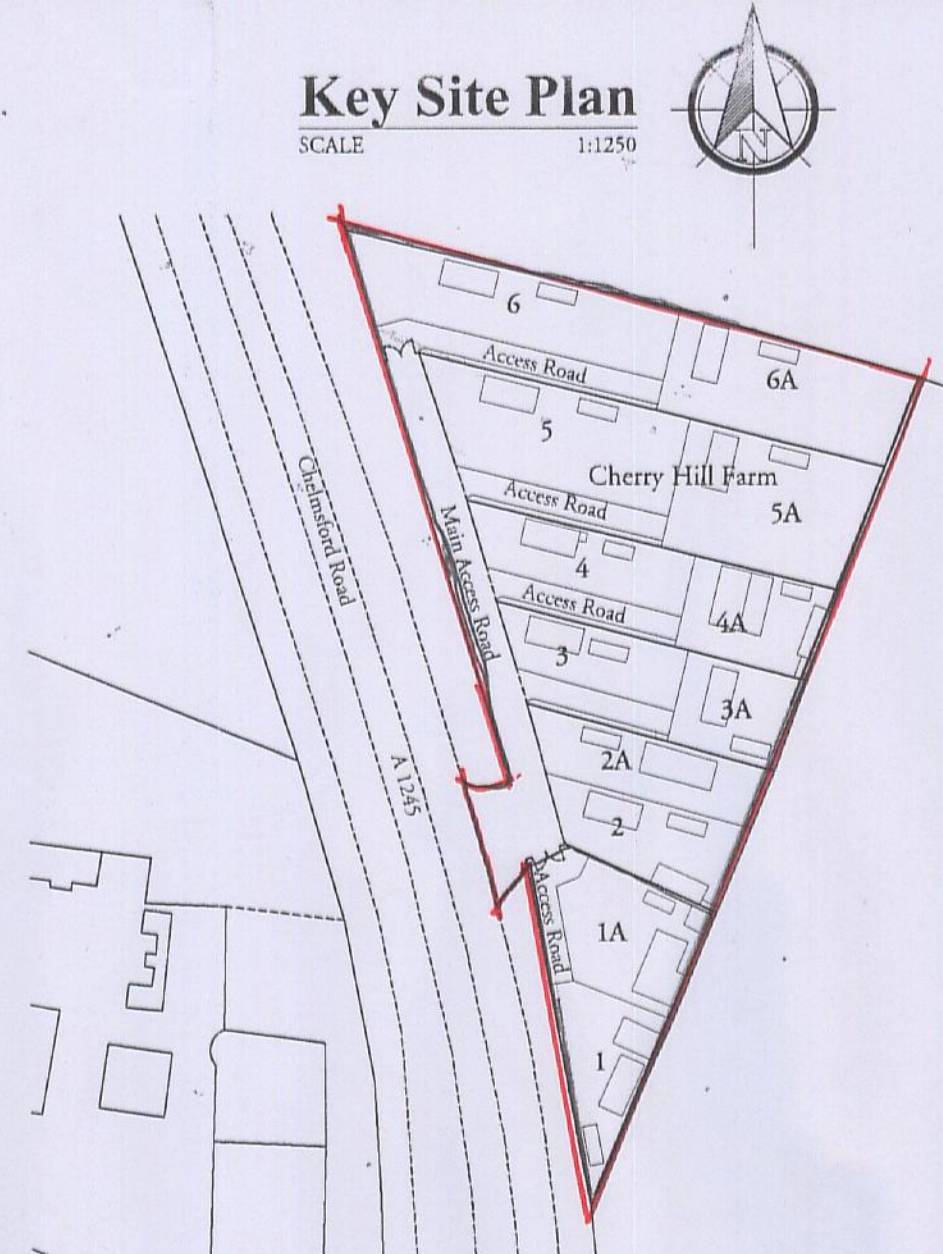 Key Site Plan
SCALE 1:1250
N
6
Access Road
6A
5
Cherry Hill Farm
Access Road
5A
Chelmsford Road
Main Access Road
4
Access Road
4A
3
3A
A 1245
2A
2
Access Road
1A
1